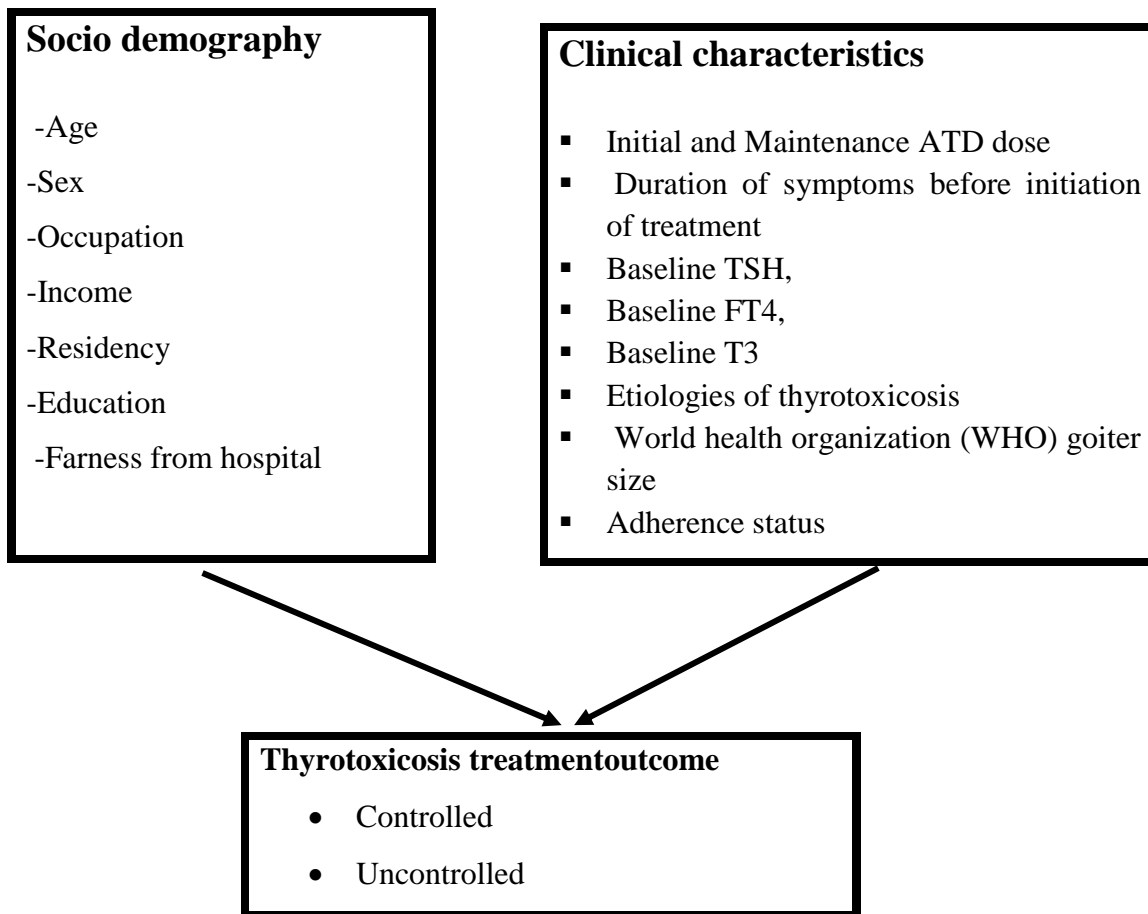 Socio demography
-Age
-Sex
-Occupation
-Income
-Residency
-Education
-Farness from hospital
Clinical characteristics
▪ Initial and Maintenance ATD dose
▪ Duration of symptoms before initiation
of treatment
▪ Baseline TSH,
▪ Baseline FT4,
▪ Baseline T3
▪ Etiologies of thyrotoxicosis
▪ World health organization (WHO) goiter
size
▪ Adherence status
Thyrotoxicosis treatmentoutcome
• Controlled
• Uncontrolled